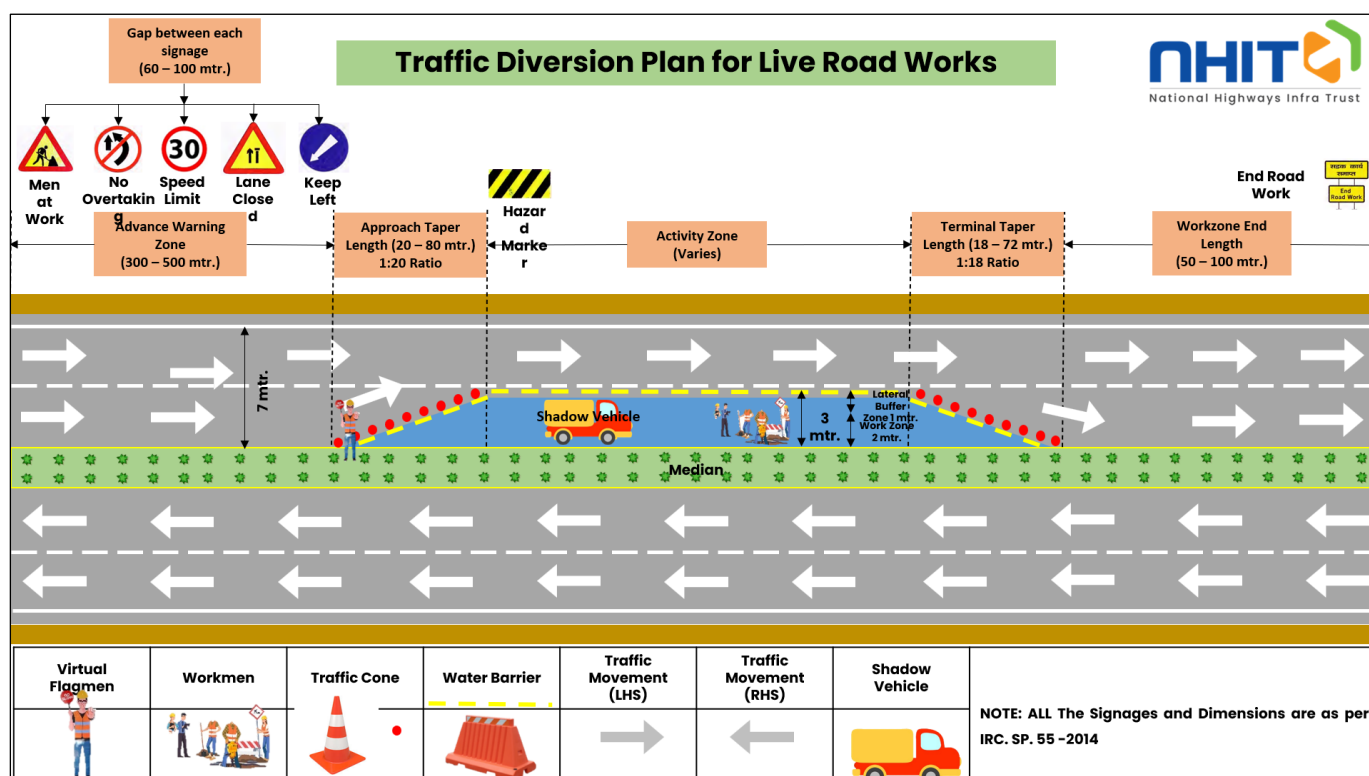 Gap between each
signage
(60 – 100 mtr.)
Traffic Diversion Plan for Live Road Works
NHIT
National Highways Infra Trust
30
Men
at
Work
No
Overtakin
g
Speed
Limit
Lane
Close
d
Keep
Left
Hazar
d
Marke
r
End Road
Work
सड़क कार्य
समाप्त
End
Road Work
Advance Warning
Zone
(300 – 500 mtr.)
Approach Taper
Length (20 – 80 mtr.)
1:20 Ratio
Activity Zone
(Varies)
Terminal Taper
Length (18 – 72 mtr.)
1:18 Ratio
Workzone End
Length
(50 – 100 mtr.)
7 mtr.
Shadow Vehicle
3
mtr.
Lateral
Buffer
Zone 1 mtr.
Work Zone
2 mtr.
Median
Virtual
Flagmen
Workmen
Traffic Cone
Water Barrier
Traffic
Movement
(LHS)
Traffic
Movement
(RHS)
Shadow
Vehicle
NOTE: ALL The Signages and Dimensions are as per
IRC. SP. 55 -2014